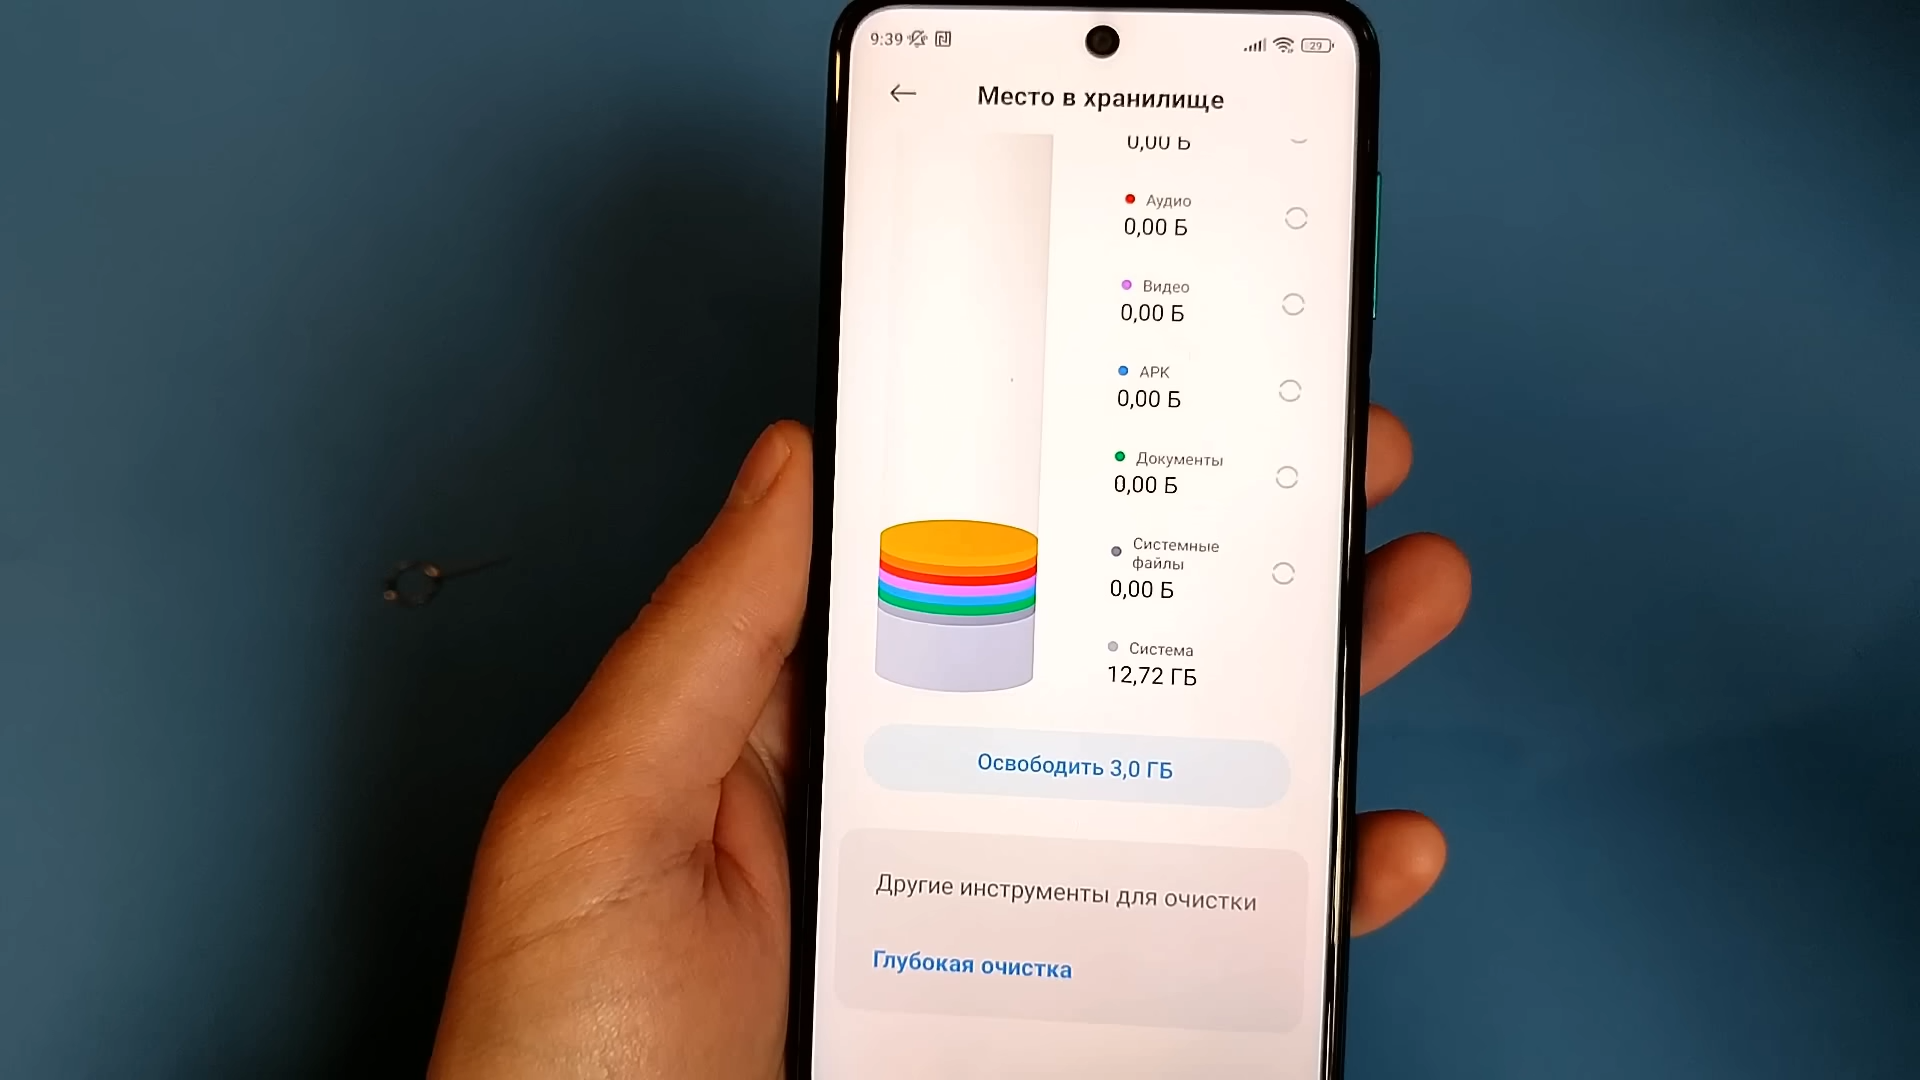 9:39
29
Место в хранилище
0,00 Б
Аудио
0,00 Б
Видео
0,00 Б
APK
0,00 Б
Документы
0,00 Б
Системные
файлы
0,00 Б
Система
12,72 ГБ
Освободить 3,0 ГБ
Другие инструменты для очистки
Глубокая очистка